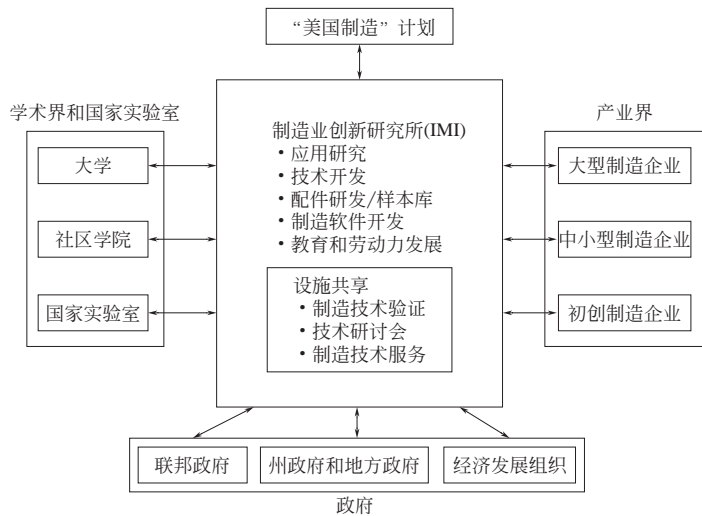 “美国制造”计划
学术界和国家实验室
大学
社区学院
国家实验室
制造业创新研究所(IMI)
・应用研究
・技术开发
・配件研发/样本库
・制造软件开发
・教育和劳动力发展
设施共享
・制造技术验证
・技术研讨会
・制造技术服务
产业界
大型制造企业
中小型制造企业
初创制造企业
联邦政府
州政府和地方政府
经济发展组织
政府